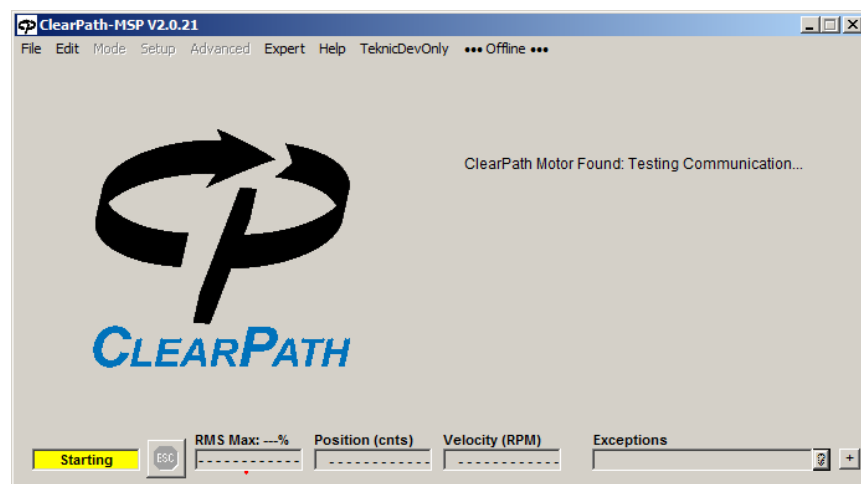 ClearPath-MSP V2.0.21
File Edit Mode Setup Advanced Expert Help TeknicDevOnly ••• Offline •••
ClearPath Motor Found: Testing Communication...
CLEARPATH
RMS Max: ---% Position (cnts) Velocity (RPM) Exceptions
Starting ESC ------------ ------------ ------------ +